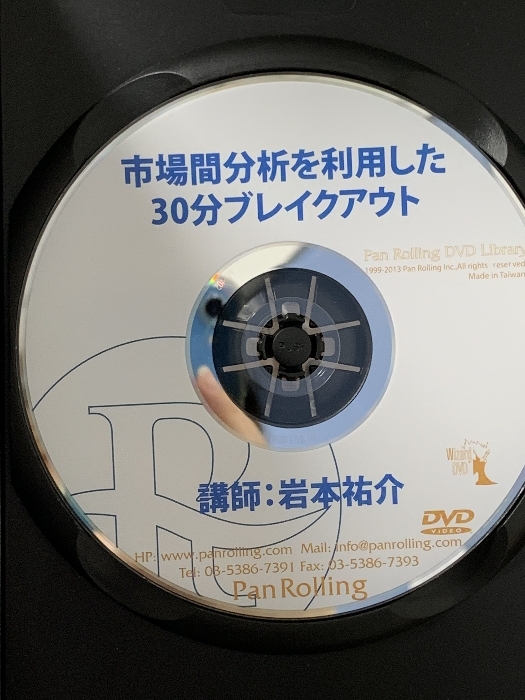 市場間分析を利用した
30分ブレイクアウト
Pan Rolling DVD Library
1999-2013 Pan Rolling Inc.,All rights reserved
Made in Taiwan
Wizard
DVD
講師：岩本祐介
DVD
VIDEO
HP: www.panrolling.com Mail: info@panrolling.com
Tel: 03-5386-7391 Fax: 03-5386-7393
PanRolling